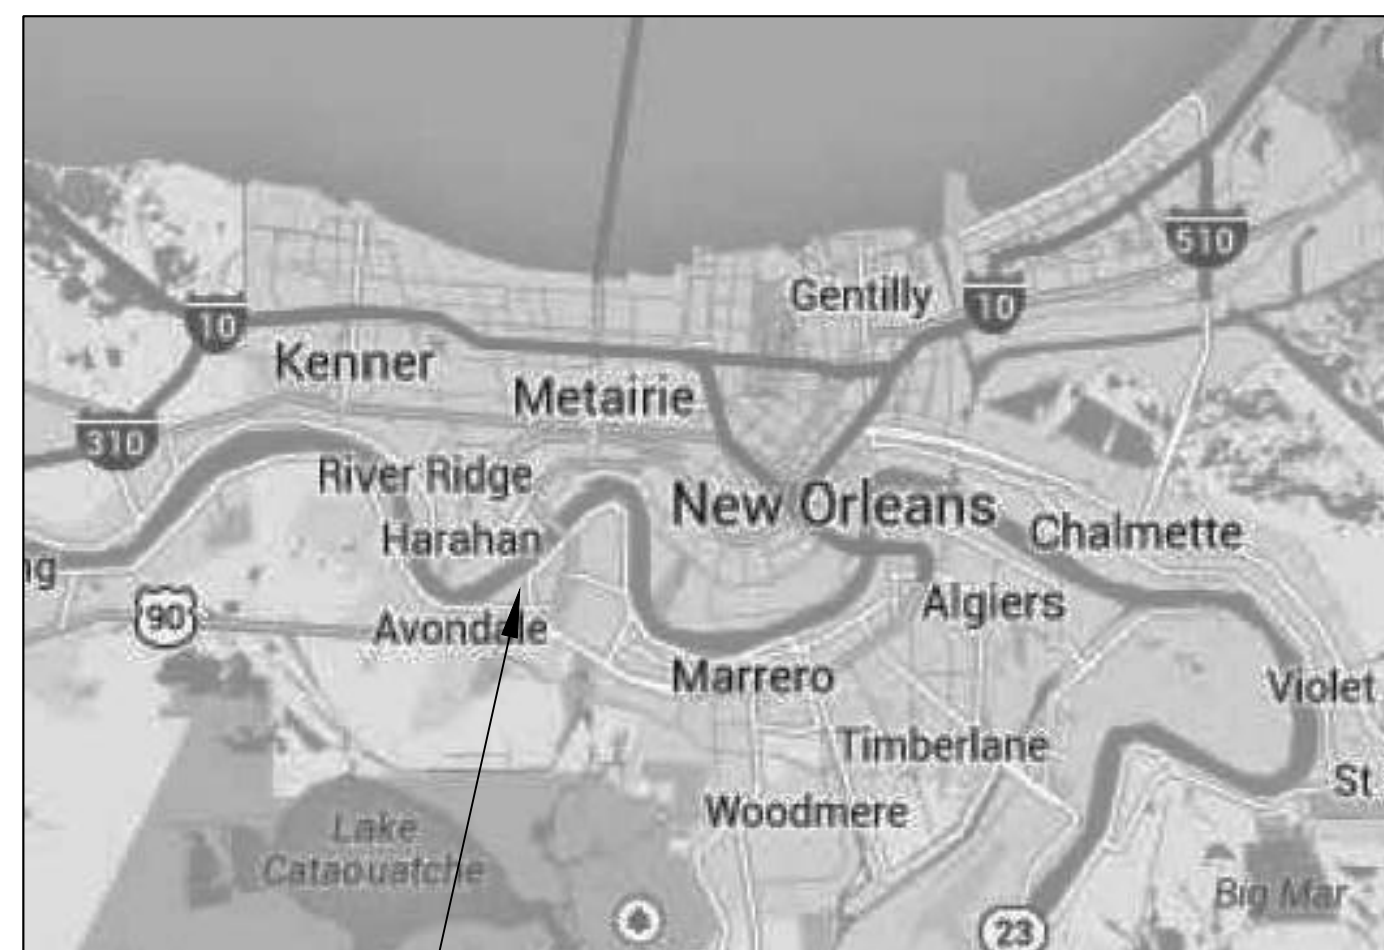 510
Gentilly
10
10
Kenner
Metairie
310
River Ridge
New Orleans
Harahan
Chalmette
ng
90
Avondale
Algiers
Marrero
Violet
Timberlane
St
Woodmere
Lake
Cataouatche
Big Mar
23